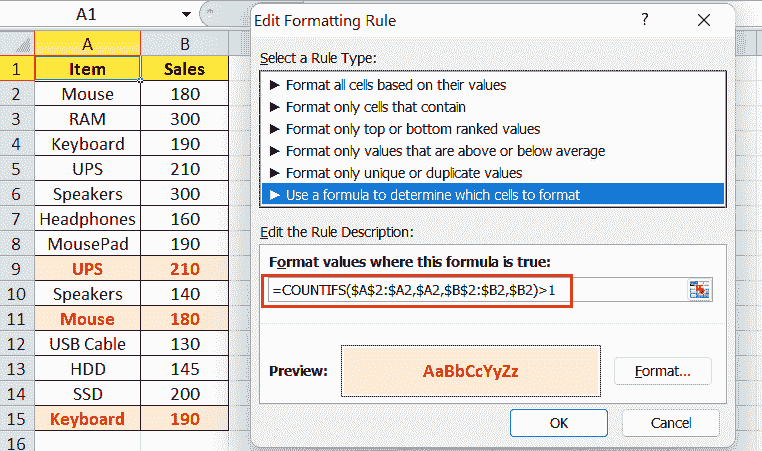 A1
Edit Formatting Rule ? X
Select a Rule Type:
► Format all cells based on their values
► Format only cells that contain
► Format only top or bottom ranked values
► Format only values that are above or below average
► Format only unique or duplicate values
► Use a formula to determine which cells to format
Edit the Rule Description:
Format values where this formula is true:
=COUNTIFS($A$2:$A2,$A2,$B$2:$B2,$B2)>1
Preview: AaBbCcYyZz Format...
OK Cancel
A B
1 Item Sales
2 Mouse 180
3 RAM 300
4 Keyboard 190
5 UPS 210
6 Speakers 300
7 Headphones 160
8 MousePad 190
9 UPS 210
10 Speakers 140
11 Mouse 180
12 USB Cable 130
13 HDD 145
14 SSD 200
15 Keyboard 190
16